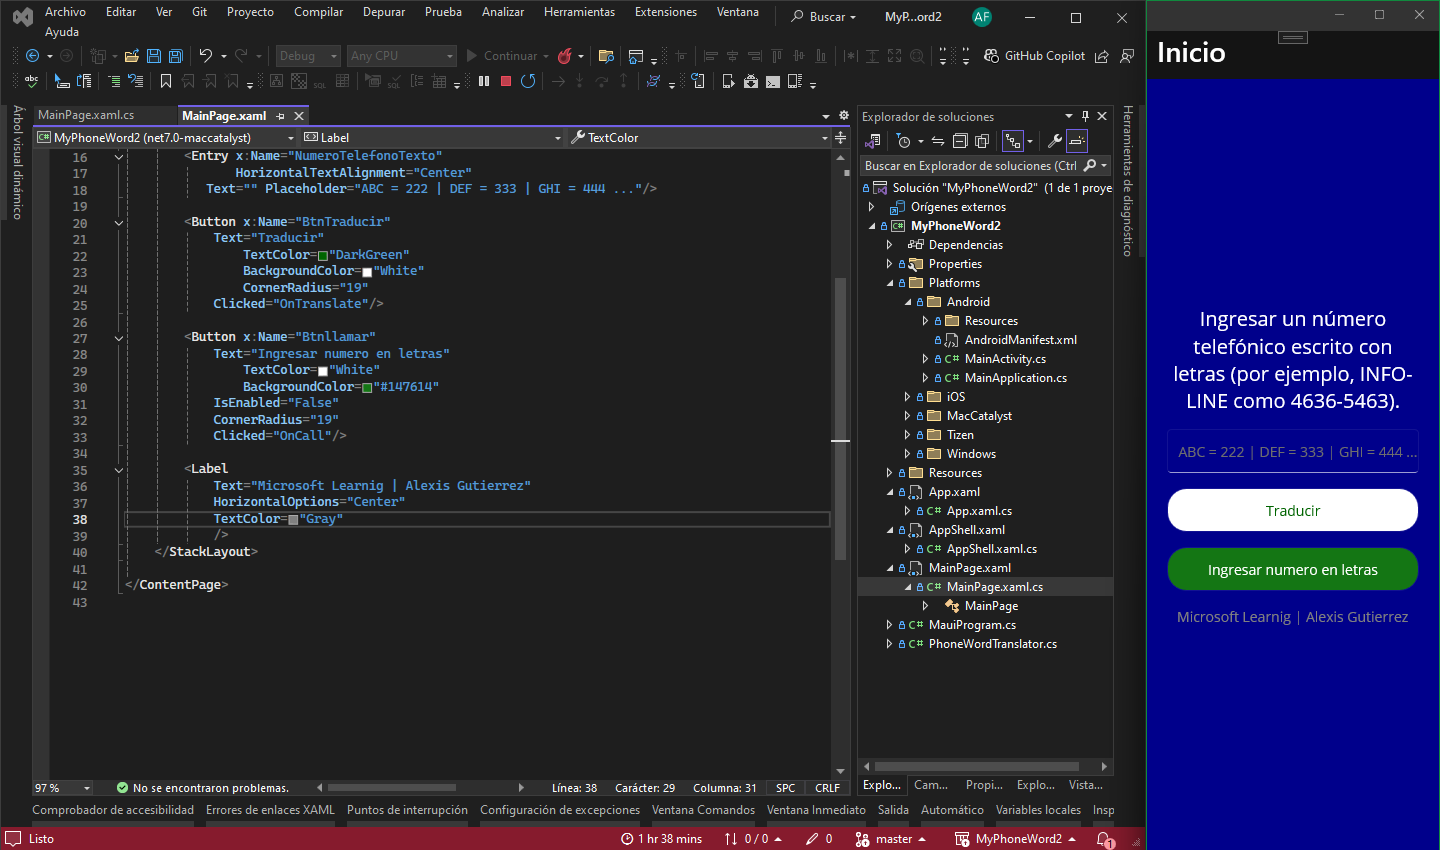 Archivo Editar Ver Git Proyecto Compilar Depurar Prueba Analizar Herramientas Extensiones Ventana Buscar MyP...ord2 AF
Ayuda
Debug Any CPU Continuar GitHub Copilot
abc
Árbol visual dinámico
MainPage.xaml.cs MainPage.xaml
MyPhoneWord2 (net7.0-maccatalyst) Label TextColor
16 <Entry x:Name="NumeroTelefonoTexto"
17 HorizontalTextAlignment="Center"
18 Text="" Placeholder="ABC = 222 | DEF = 333 | GHI = 444 ..."/>
19
20 <Button x:Name="BtnTraducir"
21 Text="Traducir"
22 TextColor="DarkGreen"
23 BackgroundColor="White"
24 CornerRadius="19"
25 Clicked="OnTranslate"/>
26
27 <Button x:Name="Btnllamar"
28 Text="Ingresar numero en letras"
29 TextColor="White"
30 BackgroundColor="#147614"
31 IsEnabled="False"
32 CornerRadius="19"
33 Clicked="OnCall"/>
34
35 <Label
36 Text="Microsoft Learnig | Alexis Gutierrez"
37 HorizontalOptions="Center"
38 TextColor="Gray"
39 />
40 </StackLayout>
41
42 </ContentPage>
43
97 % No se encontraron problemas. Línea: 38 Carácter: 29 Columna: 31 SPC CRLF
Explorador de soluciones
Buscar en Explorador de soluciones (Ctrl
Solución "MyPhoneWord2" (1 de 1 proye
Orígenes externos
MyPhoneWord2
Dependencias
Properties
Platforms
Android
Resources
AndroidManifest.xml
MainActivity.cs
MainApplication.cs
iOS
MacCatalyst
Tizen
Windows
Resources
App.xaml
App.xaml.cs
AppShell.xaml
AppShell.xaml.cs
MainPage.xaml
MainPage.xaml.cs
MainPage
MauiProgram.cs
PhoneWordTranslator.cs
Explo... Cam... Propi... Explo... Vista...
Herramientas de diagnóstico
Comprobador de accesibilidad Errores de enlaces XAML Puntos de interrupción Configuración de excepciones Ventana Comandos Ventana Inmediato Salida Automático Variables locales Insp
Listo 1 hr 38 mins 0 / 0 0 master MyPhoneWord2 1
Inicio
Ingresar un número
telefónico escrito con
letras (por ejemplo, INFO-
LINE como 4636-5463).
ABC = 222 | DEF = 333 | GHI = 444 ...
Traducir
Ingresar numero en letras
Microsoft Learnig | Alexis Gutierrez